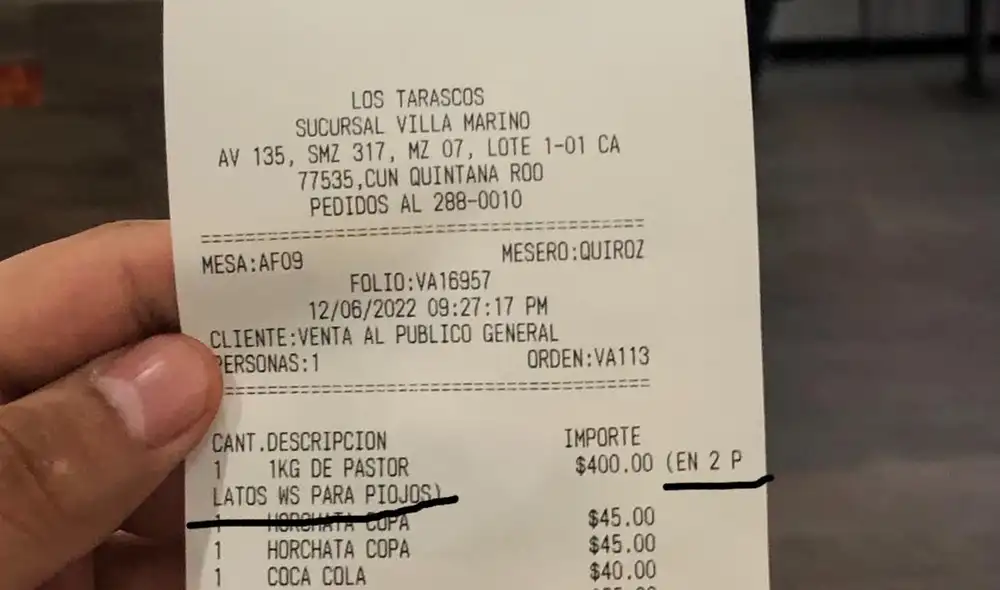 LOS TARASCOS
SUCURSAL VILLA MARINO
AV 135, SMZ 317, MZ 07, LOTE 1-01 CA
77535,CUN QUINTANA ROO
PEDIDOS AL 288-0010
MESA:AF09 MESERO:QUIROZ
FOLIO:VA16957
12/06/2022 09:27:17 PM
CLIENTE:VENTA AL PUBLICO GENERAL
PERSONAS:1 ORDEN:VA113
CANT.DESCRIPCION IMPORTE
1 1KG DE PASTOR $400.00 (EN 2 P
LATOS WS PARA PIOJOS)
1 HORCHATA COPA $45.00
1 HORCHATA COPA $45.00
1 COCA COLA $40.00